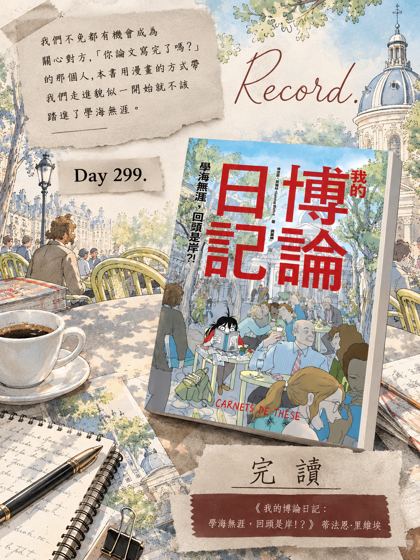 我們不免都有機會成為
關心對方,「你論文寫完了嗎?」
的那個人,本書用漫畫的方式帶
我們走進貌似一開始就不該
踏進了學海無涯。
Record.
Day 299.
我的
博論
日記
學海無涯,回頭是岸?!
CARNETS DE THÈSE
完讀
《我的博論日記:
學海無涯,回頭是岸!?》蒂法恩·里維埃